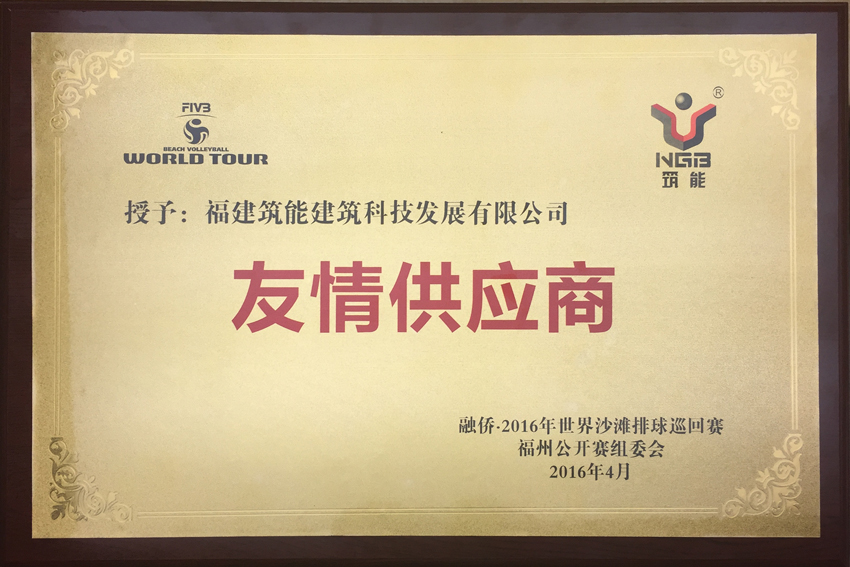 FIVB
BEACH VOLLEYBALL
WORLD TOUR
®
NGB
筑能
授予：福建筑能建筑科技发展有限公司
友情供应商
融侨·2016年世界沙滩排球巡回赛
福州公开赛组委会
2016年4月